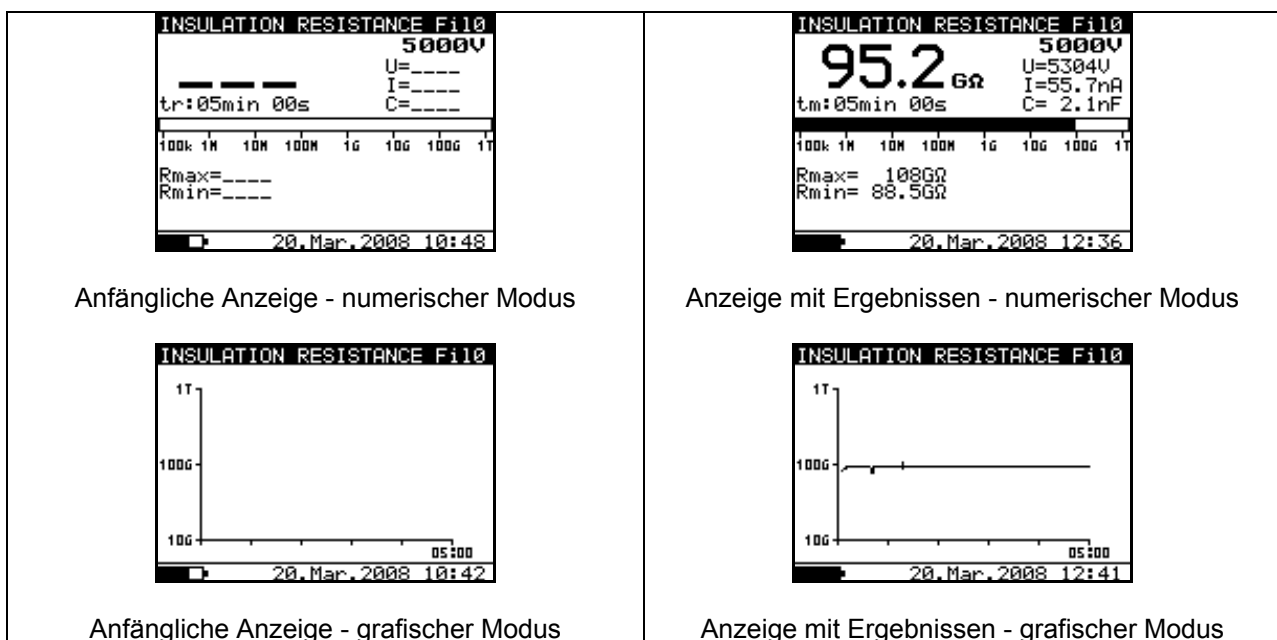 INSULATION RESISTANCE Fil0
5000V
U=____
I=____
tr:05min 00s C=____
100k 1M 10M 100M 1G 10G 100G 1T
Rmax=____
Rmin=____
20.Mar.2008 10:48
Anfängliche Anzeige - numerischer Modus
INSULATION RESISTANCE Fil0
5000V
95.2 GΩ U=5304V
I=55.7nA
tm:05min 00s C= 2.1nF
100k 1M 10M 100M 1G 10G 100G 1T
Rmax= 108GΩ
Rmin= 88.5GΩ
20.Mar.2008 12:36
Anzeige mit Ergebnissen - numerischer Modus
INSULATION RESISTANCE Fil0
1T
100G
10G
05:00
20.Mar.2008 10:42
Anfängliche Anzeige - grafischer Modus
INSULATION RESISTANCE Fil0
1T
100G
10G
05:00
20.Mar.2008 12:41
Anzeige mit Ergebnissen - grafischer Modus